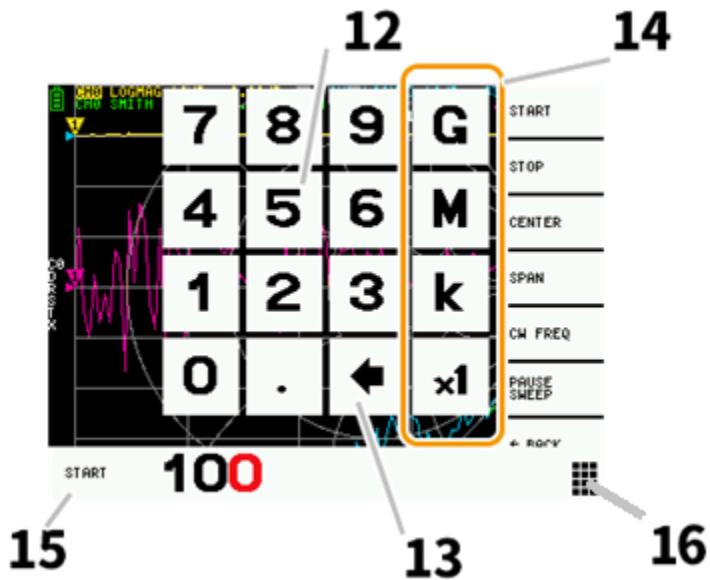 12
14
CH0 LOGMAG
CH0 SMITH
1
7 8 9 G
START
STOP
4 5 6 M
CENTER
1 2 3 k
SPAN
CW FREQ
0 . x1
PAUSE
SWEEP
← BACK
START 100
15
13
16